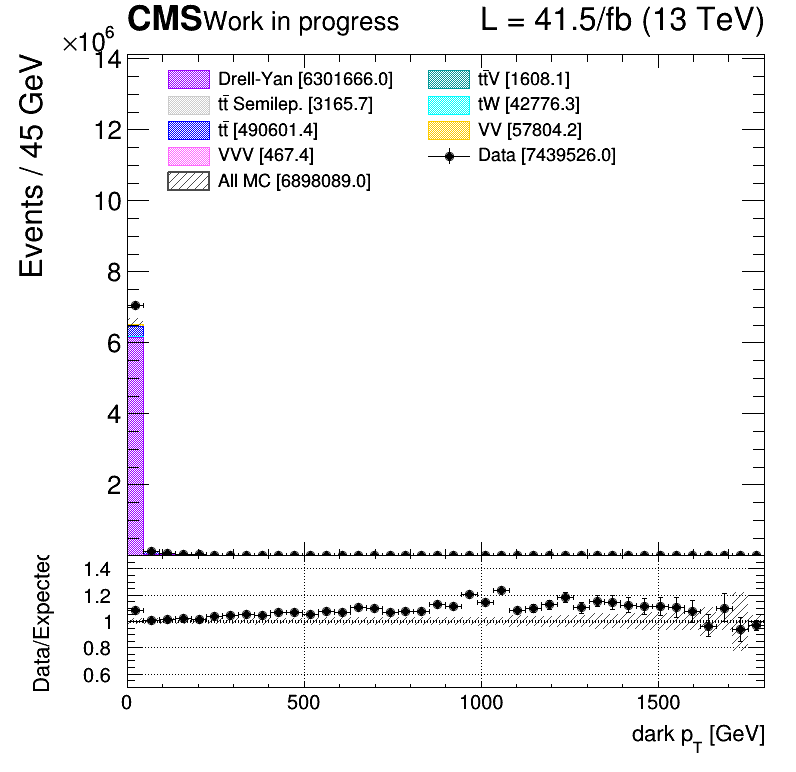 CMS Work in progress L = 41.5/fb (13 TeV)
×10⁶
Events / 45 GeV
14
12
10
8
6
4
2
Drell-Yan [6301666.0]
tt̄ Semilep. [3165.7]
tt̄ [490601.4]
VVV [467.4]
All MC [6898089.0]
tt̄V [1608.1]
tW [42776.3]
VV [57804.2]
Data [7439526.0]
Data/Expected
1.4
1.2
1
0.8
0.6
0 500 1000 1500
dark p_T [GeV]